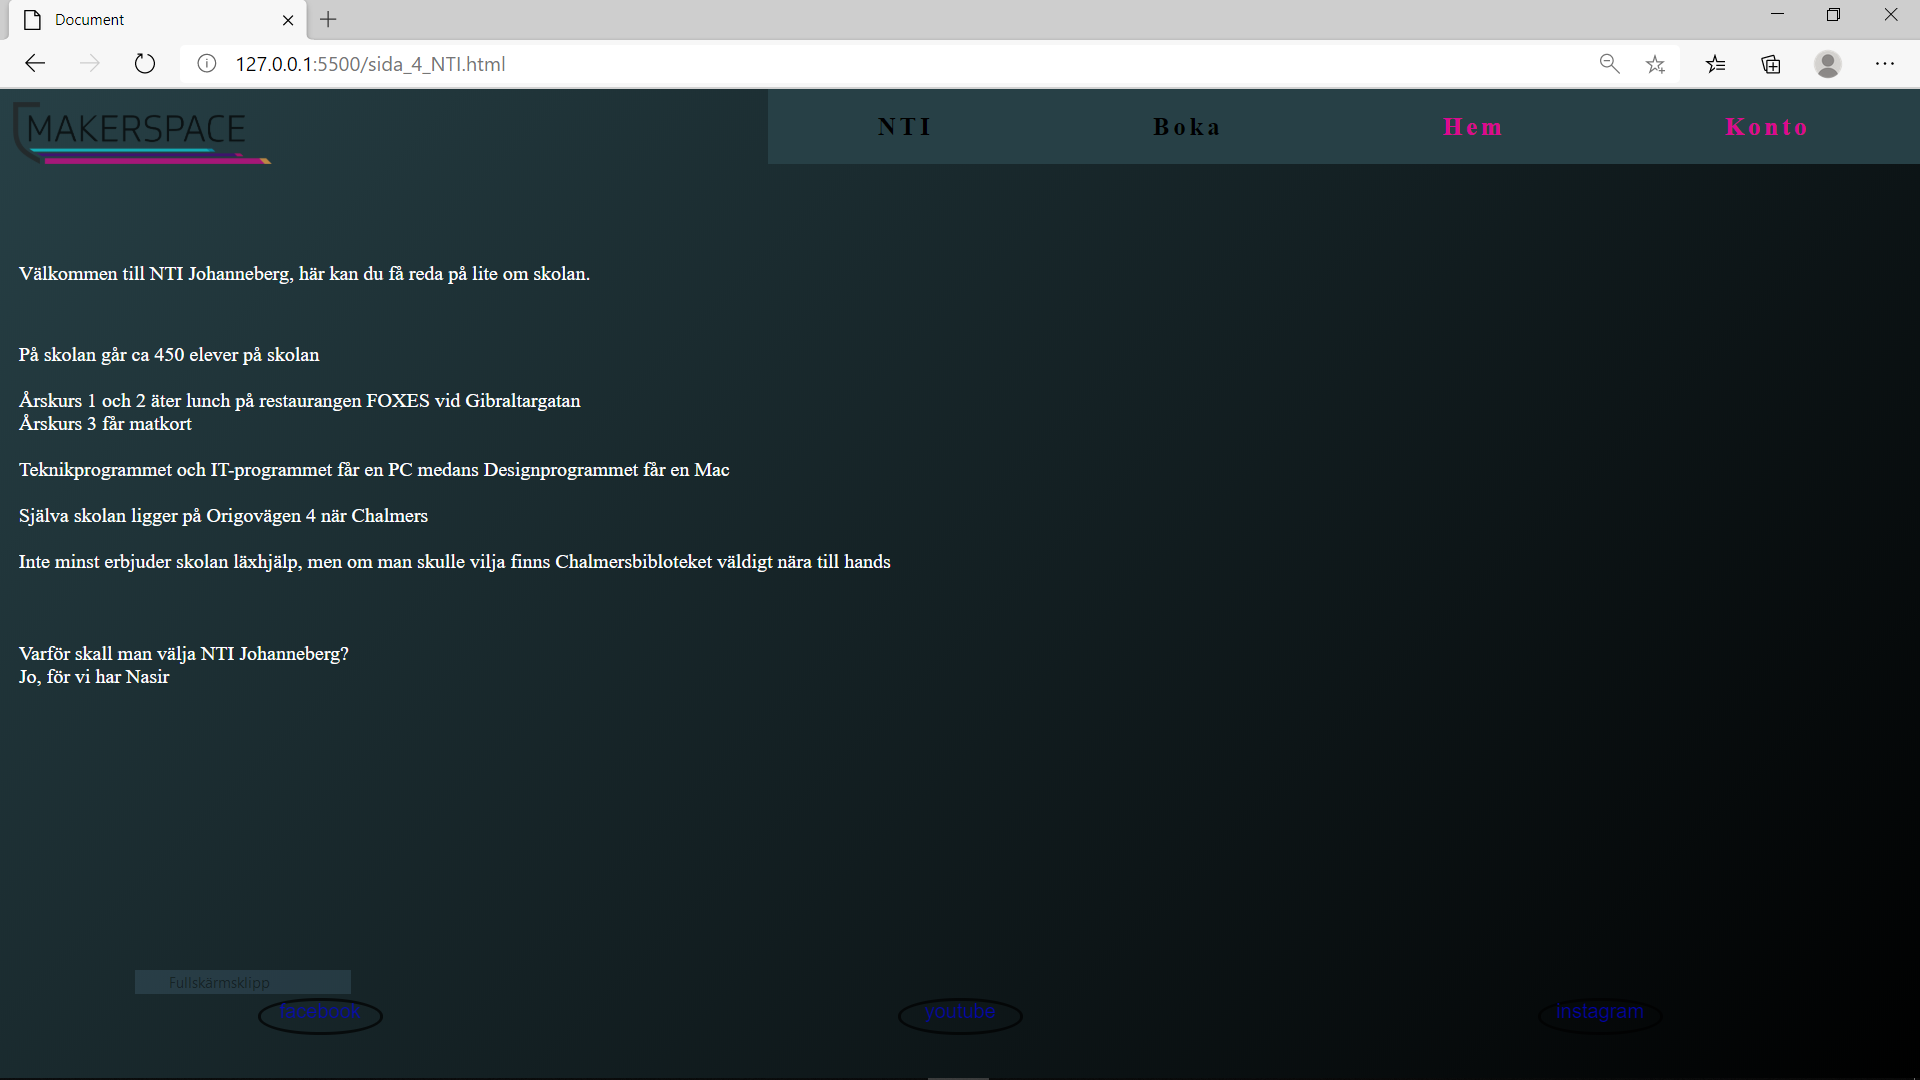 Document
127.0.0.1:5500/sida_4_NTI.html
MAKERSPACE
NTI Boka Hem Konto
Välkommen till NTI Johanneberg, här kan du få reda på lite om skolan.
På skolan går ca 450 elever på skolan
Årskurs 1 och 2 äter lunch på restaurangen FOXES vid Gibraltargatan
Årskurs 3 får matkort
Teknikprogrammet och IT-programmet får en PC medans Designprogrammet får en Mac
Själva skolan ligger på Origovägen 4 när Chalmers
Inte minst erbjuder skolan läxhjälp, men om man skulle vilja finns Chalmersbibloteket väldigt nära till hands
Varför skall man välja NTI Johanneberg?
Jo, för vi har Nasir
Fullskärmsklipp
youtube instagram